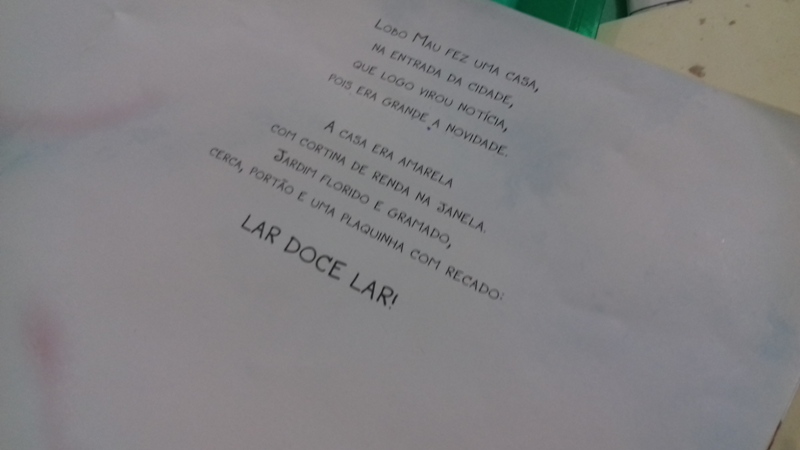 LOBO MAU FEZ UMA CASA,
NA ENTRADA DA CIDADE,
QUE LOGO VIROU NOTÍCIA,
POIS ERA GRANDE A NOVIDADE.
A CASA ERA AMARELA
COM CORTINA DE RENDA NA JANELA.
JARDIM FLORIDO E GRAMADO,
CERCA, PORTÃO E UMA PLAQUINHA COM RECADO:
LAR DOCE LAR!